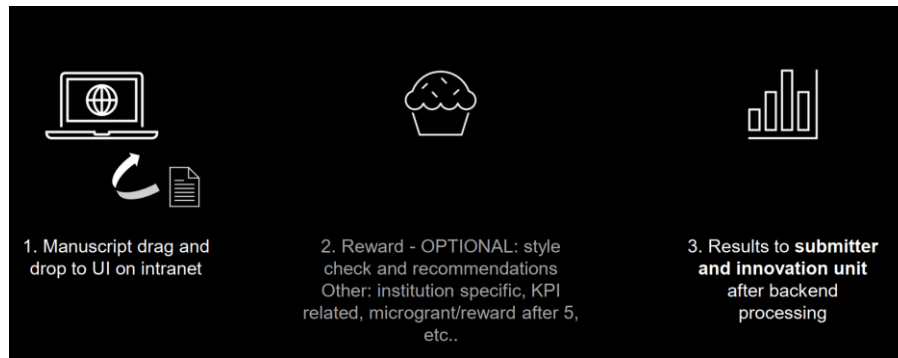 1. Manuscript drag and
drop to UI on intranet
2. Reward - OPTIONAL: style
check and recommendations
Other: institution specific, KPI
related, microgrant/reward after 5,
etc..
3. Results to submitter
and innovation unit
after backend
processing